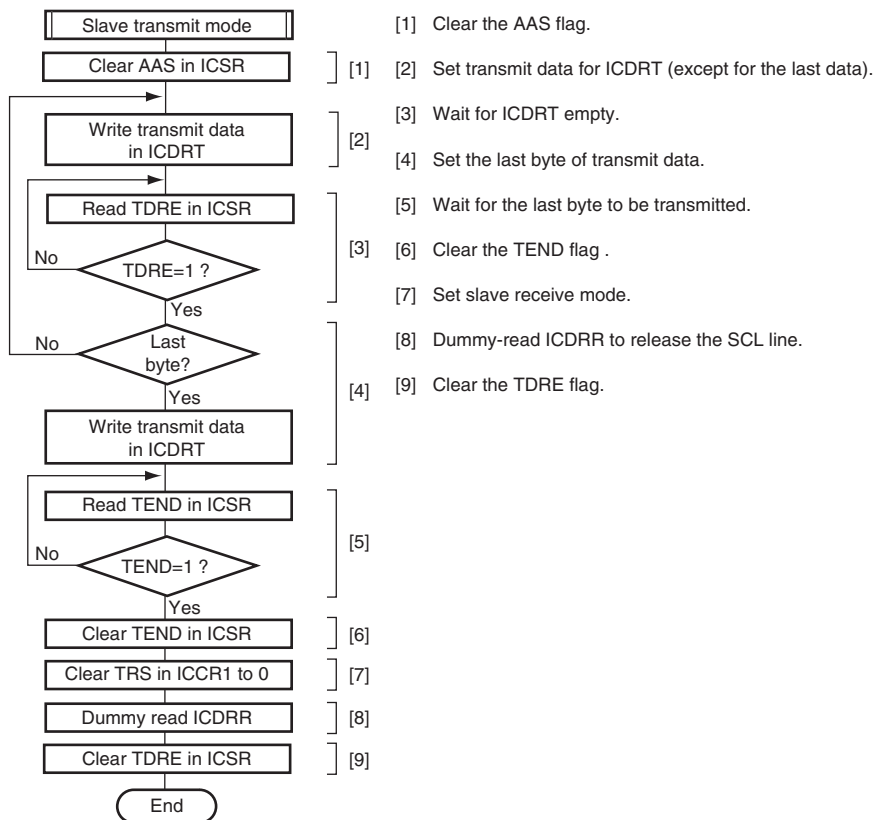 Slave transmit mode
Clear AAS in ICSR
[1]
Write transmit data
in ICDRT
[2]
Read TDRE in ICSR
No
TDRE=1 ?
[3]
Yes
No
Last
byte?
[4]
Yes
Write transmit data
in ICDRT
Read TEND in ICSR
No
TEND=1 ?
[5]
Yes
Clear TEND in ICSR
[6]
Clear TRS in ICCR1 to 0
[7]
Dummy read ICDRR
[8]
Clear TDRE in ICSR
[9]
End
[1] Clear the AAS flag.
[2] Set transmit data for ICDRT (except for the last data).
[3] Wait for ICDRT empty.
[4] Set the last byte of transmit data.
[5] Wait for the last byte to be transmitted.
[6] Clear the TEND flag .
[7] Set slave receive mode.
[8] Dummy-read ICDRR to release the SCL line.
[9] Clear the TDRE flag.